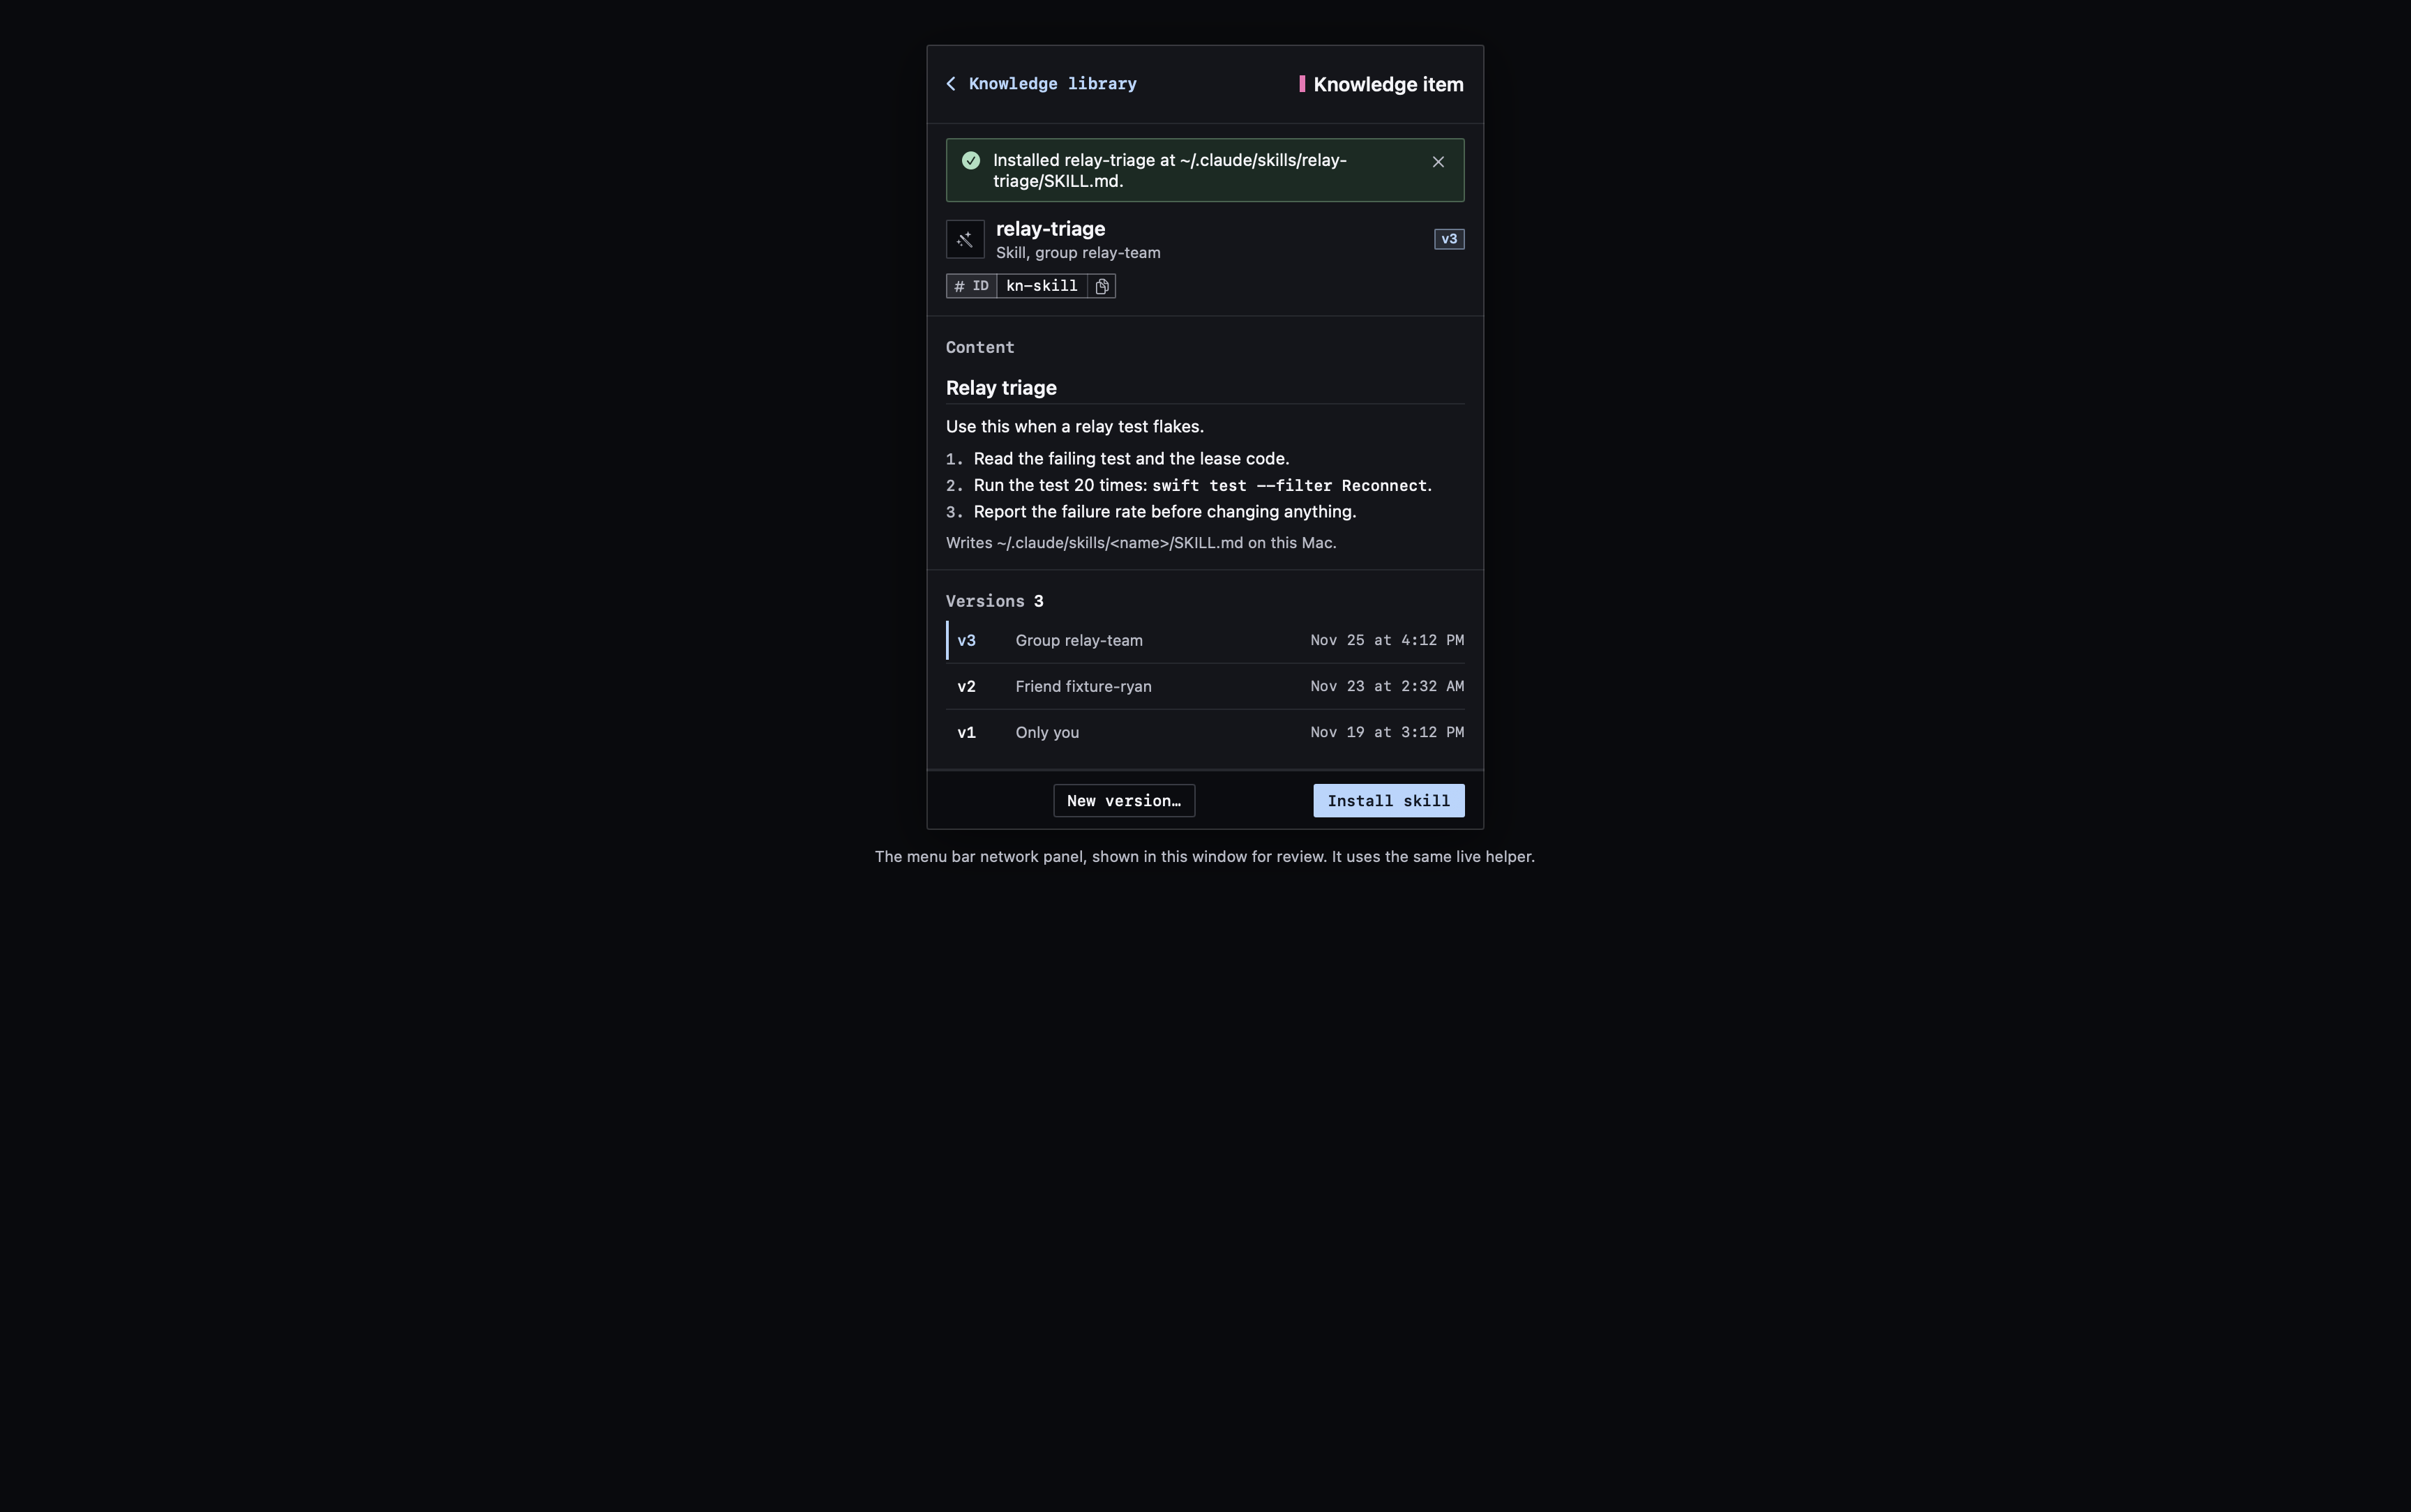 Knowledge library
Knowledge item
Installed relay-triage at ~/.claude/skills/relay-
triage/SKILL.md.
relay-triage
Skill, group relay-team
v3
# ID kn-skill
Content
Relay triage
Use this when a relay test flakes.
1. Read the failing test and the lease code.
2. Run the test 20 times: swift test --filter Reconnect.
3. Report the failure rate before changing anything.
Writes ~/.claude/skills/<name>/SKILL.md on this Mac.
Versions 3
v3 Group relay-team Nov 25 at 4:12 PM
v2 Friend fixture-ryan Nov 23 at 2:32 AM
v1 Only you Nov 19 at 3:12 PM
New version…
Install skill
The menu bar network panel, shown in this window for review. It uses the same live helper.